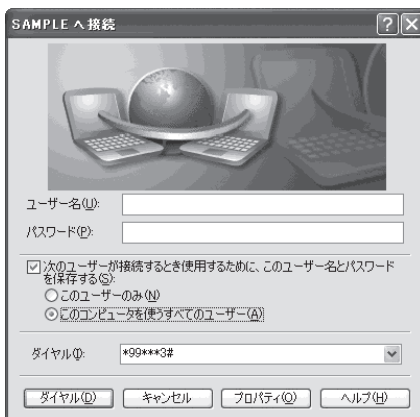 SAMPLE へ接続
ユーザー名(U):
パスワード(P):
次のユーザーが接続するとき使用するために、このユーザー名とパスワード
を保存する(S):
このユーザーのみ(N)
このコンピュータを使うすべてのユーザー(A)
ダイヤル(I): *99***3#
ダイヤル(D) キャンセル プロパティ(O) ヘルプ(H)